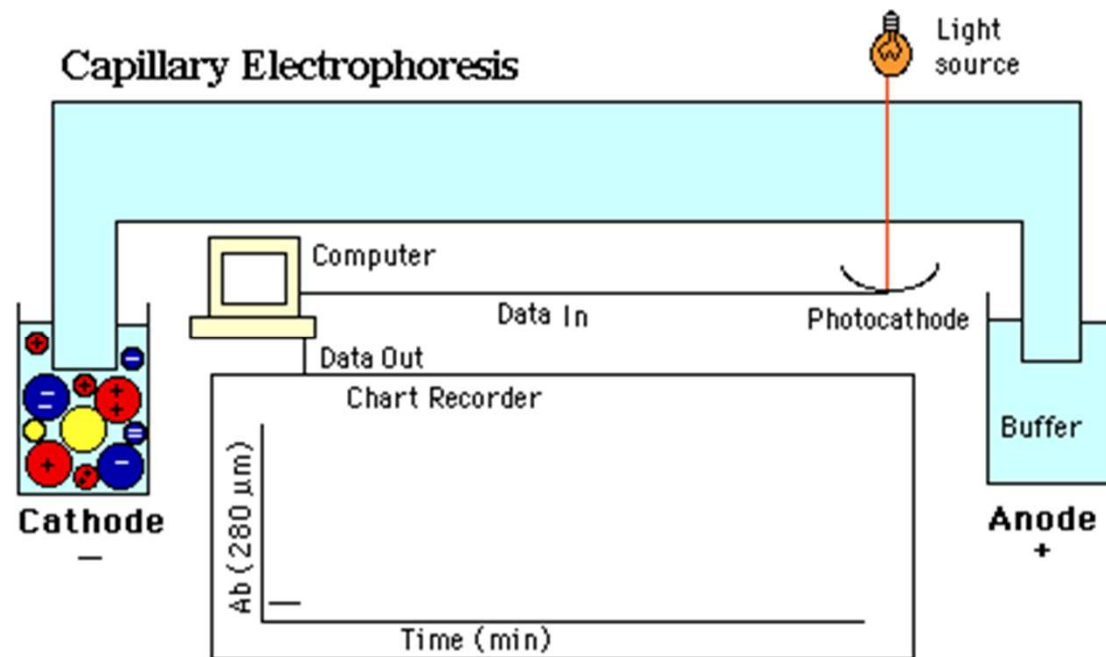 Capillary Electrophoresis
Light
source
Computer
Data In
Photocathode
Data Out
Chart Recorder
Buffer
Ab (280 µm)
Time (min)
Cathode
—
Anode
+